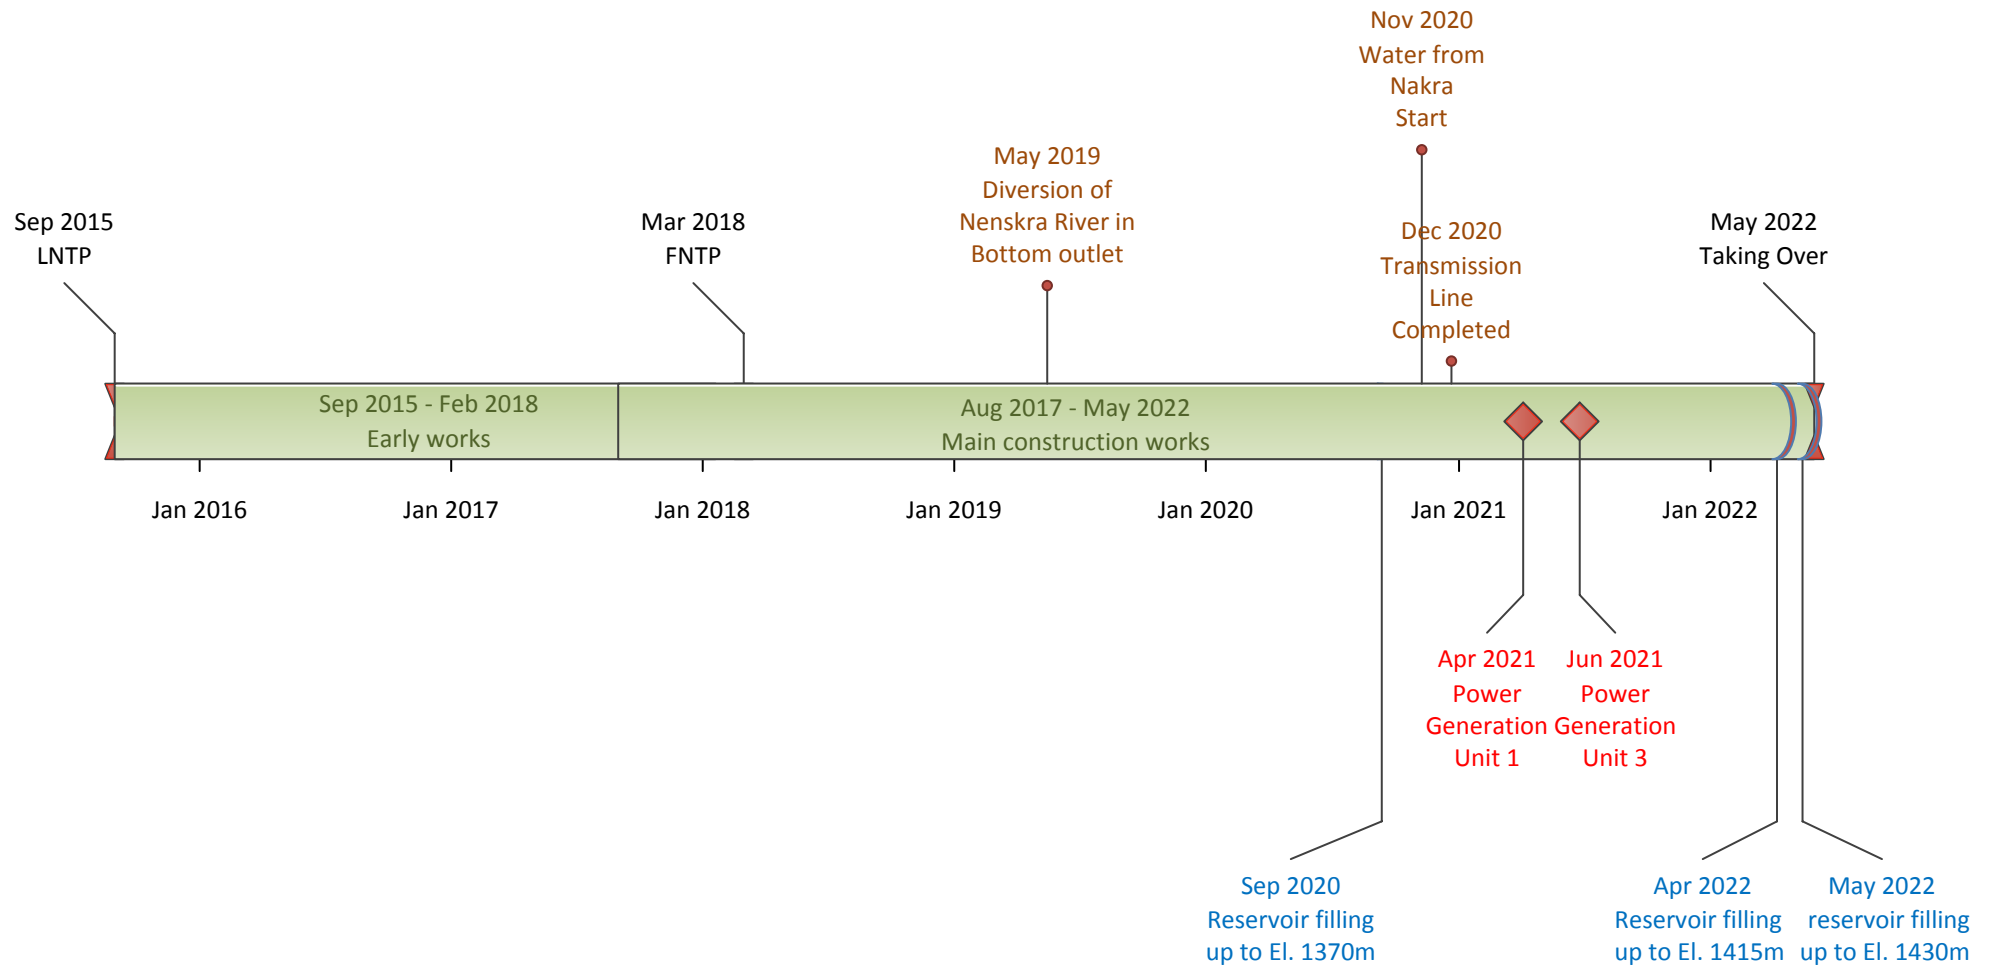 Nov 2020
Water from
Nakra
Start
May 2019
Diversion of
Nenskra River in
Bottom outlet
Sep 2015
LNTP
Mar 2018
FNTP
Dec 2020
Transmission
Line
Completed
May 2022
Taking Over
Sep 2015 - Feb 2018
Early works
Aug 2017 - May 2022
Main construction works
Jan 2016
Jan 2017
Jan 2018
Jan 2019
Jan 2020
Jan 2021
Jan 2022
Apr 2021
Power
Generation
Unit 1
Jun 2021
Power
Generation
Unit 3
Sep 2020
Reservoir filling
up to El. 1370m
Apr 2022
Reservoir filling
up to El. 1415m
May 2022
reservoir filling
up to El. 1430m